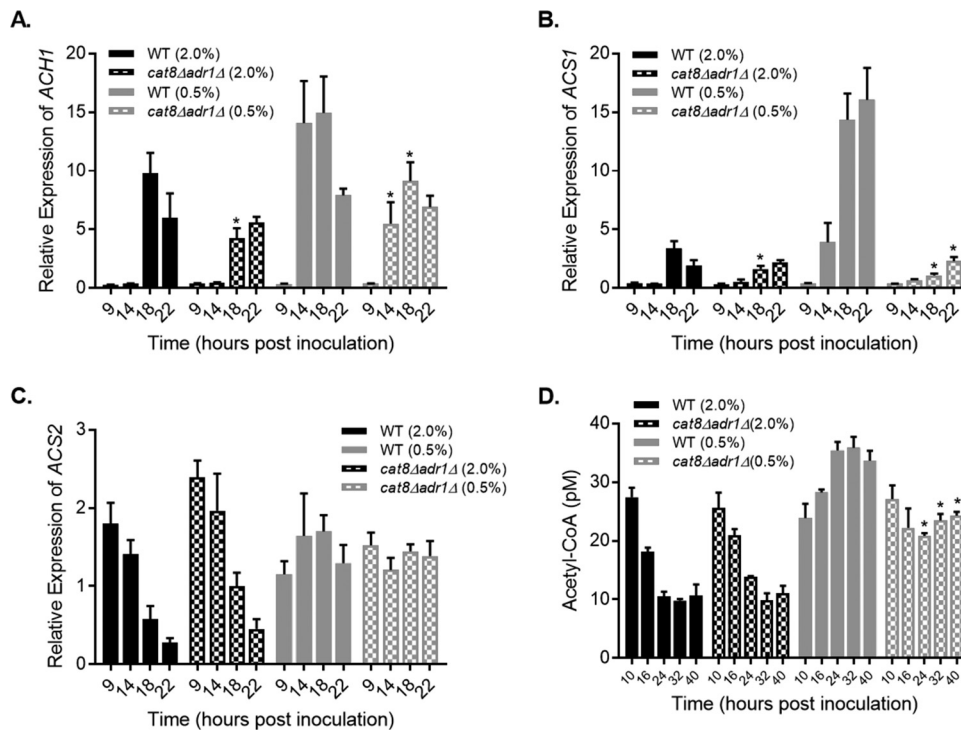 A.
WT (2.0%)
cat8Δadr1Δ (2.0%)
WT (0.5%)
cat8Δadr1Δ (0.5%)
Relative Expression of ACH1
20
15
10
5
0
* * *
9 14 18 22 9 14 18 22 9 14 18 22 9 14 18 22
Time (hours post inoculation)
B.
WT (2.0%)
cat8Δadr1Δ (2.0%)
WT (0.5%)
cat8Δadr1Δ (0.5%)
Relative Expression of ACS1
20
15
10
5
0
* * *
9 14 18 22 9 14 18 22 9 14 18 22 9 14 18 22
Time (hours post inoculation)
C.
WT (2.0%)
WT (0.5%)
cat8Δadr1Δ (2.0%)
cat8Δadr1Δ (0.5%)
Relative Expression of ACS2
3
2
1
0
9 14 18 22 9 14 18 22 9 14 18 22 9 14 18 22
Time (hours post inoculation)
D.
WT (2.0%)
cat8Δadr1Δ(2.0%)
WT (0.5%)
cat8Δadr1Δ(0.5%)
Acetyl-CoA (pM)
40
30
20
10
0
* * *
10 16 24 32 40 10 16 24 32 40 10 16 24 32 40 10 16 24 32 40
Time (hours post inoculation)